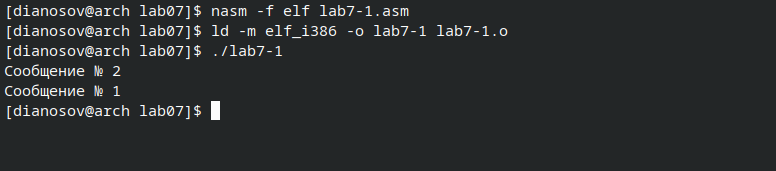 [dianosov@arch lab07]$ nasm -f elf lab7-1.asm
[dianosov@arch lab07]$ ld -m elf_i386 -o lab7-1 lab7-1.o
[dianosov@arch lab07]$ ./lab7-1
Сообщение № 2
Сообщение № 1
[dianosov@arch lab07]$